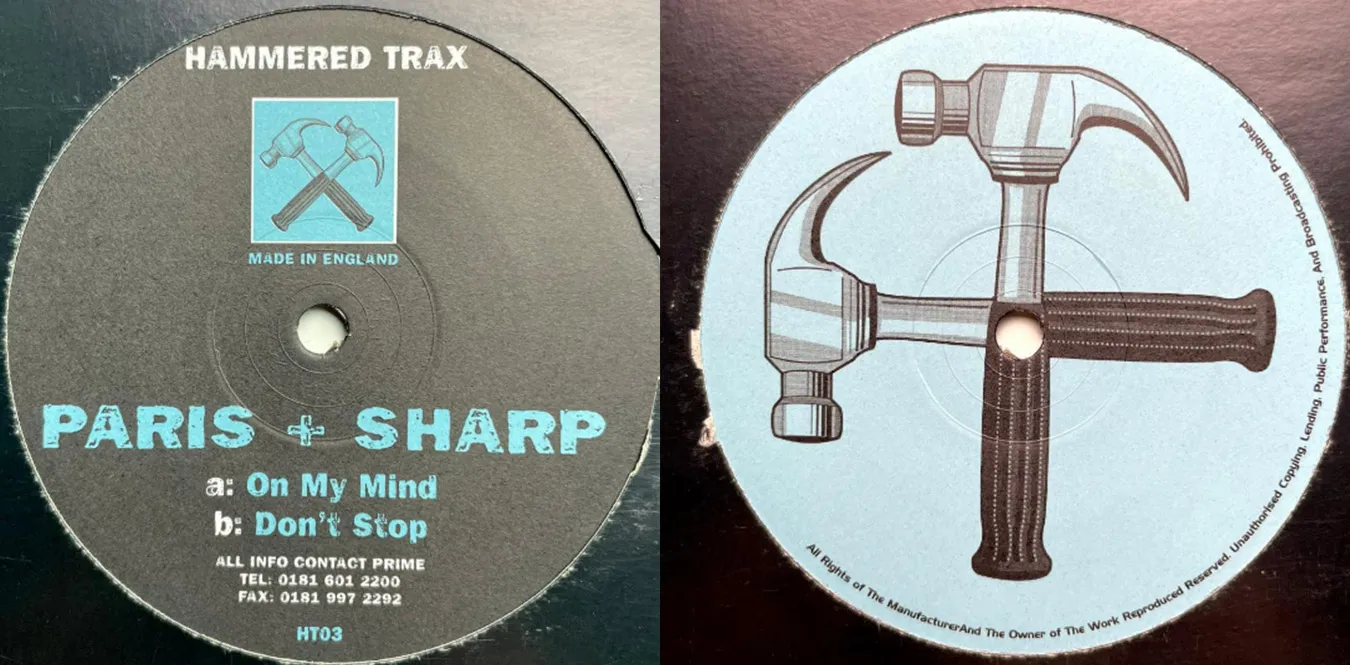 HAMMERED TRAX
MADE IN ENGLAND
PARIS + SHARP
a: On My Mind
b: Don't Stop
ALL INFO CONTACT PRIME
TEL: 0181 601 2200
FAX: 0181 997 2292
HT03
All Rights of The ManufacturerAnd The Owner of The Work Reproduced Reserved. Unauthorised Copying. Lending. Public Performance. And Broadcasting Prohibited.